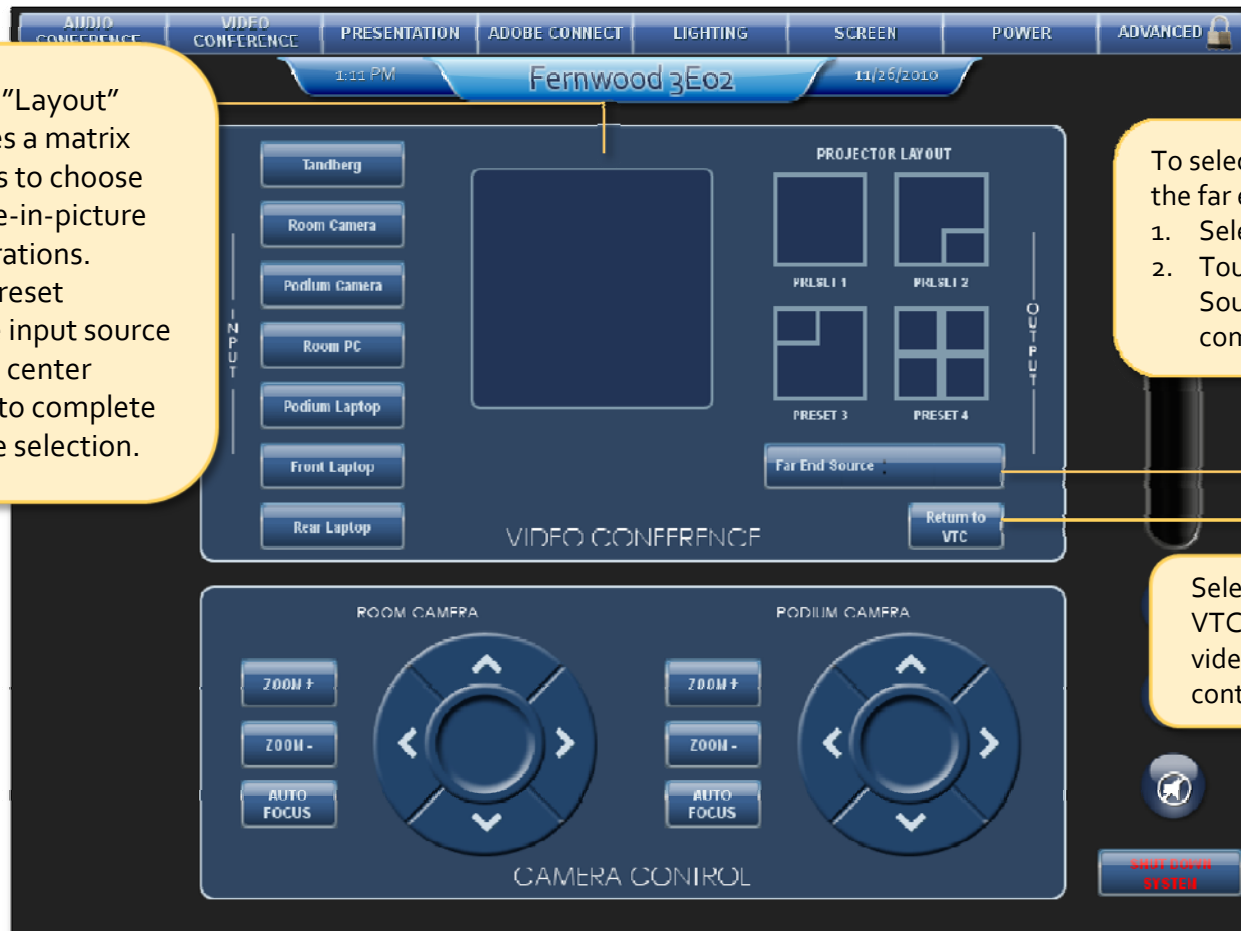 AUDIO CONFERENCE
VIDEO CONFERENCE
PRESENTATION
ADOBE CONNECT
LIGHTING
SCREEN
POWER
ADVANCED
1:11 PM
Fernwood 3E02
11/26/2010
"Layout"
es a matrix
s to choose
e-in-picture
rations.
reset
input source
center
to complete
e selection.
INPUT
Tandberg
Room Camera
Podium Camera
Room PC
Podium Laptop
Front Laptop
Rear Laptop
PROJECTOR LAYOUT
PRESET 1
PRESET 2
PRESET 3
PRESET 4
OUTPUT
Far End Source :
Return to
VTC
VIDEO CONFERENCE
To selec
the far e
1. Sele
2. Tou
Sou
con
Sele
VTC
vide
cont
ROOM CAMERA
ZOOM +
ZOOM -
AUTO
FOCUS
PODIUM CAMERA
ZOOM +
ZOOM -
AUTO
FOCUS
CAMERA CONTROL
SHUT DOWN
SYSTEM